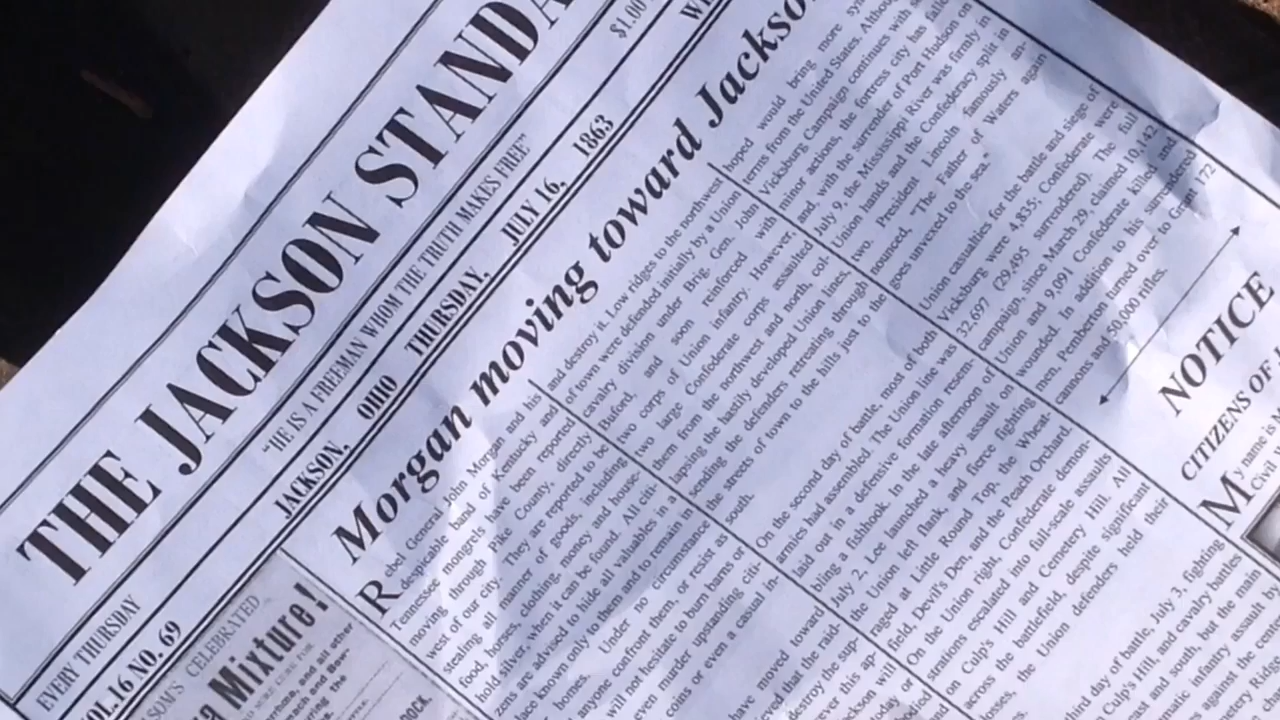 THE JACKSON
"HE IS A FREEMAN WHOM THE TRUTH MAKES FREE"
$1.00
EVERY THURSDAY
VOL. 16 NO. 69
JACKSON, OHIO THURSDAY, JULY 16, 1863
CELEBRATED
Mixture!
Morgan moving toward
Rebel General John Morgan and his
despicable band of Kentucky and
Tennessee mongrels have been reported
moving through Pike County, directly
west of our city. They are reported to be
stealing all manner of goods, including
food, horses, clothing, money and house-
hold silver, when it can be found. All citi-
zens are advised to hide all valuables in a
place known only to them and to remain in
homes. Under no circumstance
anyone confront them, or resist as
will not hesitate to burn barns or
even murder upstanding citi-
coins or even a casual in-
have moved toward
that the raid-
destroy the
this ap-
Jackson will
today or
and destroy it. Low ridges to the northwest
of town were defended initially by a Union
cavalry division under Brig. Gen. John
Buford, and soon reinforced with
two corps of Union infantry. However,
two large Confederate corps assaulted
them from the northwest and north, col-
lapsing the hastily developed Union lines,
sending the defenders retreating through
the streets of town to the hills just to the
south.
On the second day of battle, most of both
armies had assembled. The Union line was
laid out in a defensive formation resem-
bling a fishhook. In the late afternoon of
July 2, Lee launched a heavy assault on
the Union left flank, and fierce fighting
raged at Little Round Top, the Wheat-
field, Devil's Den, and the Peach Orchard.
On the Union right, Confederate demon-
strations escalated into full-scale assaults
on Culp's Hill and Cemetery Hill. All
across the battlefield, despite significant
losses, the Union defenders held their
third day of battle, July 3, fighting
Culp's Hill, and cavalry battles
east and south, but the main
infantry assault by
against the
hoped would bring more
terms from the United States. Although
Vicksburg Campaign continues with
minor actions, the fortress city has
and, with the surrender of Port Hudson on
July 9, the Mississippi River was firmly in
Union hands and the Confederacy split in
two. President Lincoln famously an-
nounced, "The Father of Waters again
goes unvexed to the sea."
Union casualties for the battle and siege of
Vicksburg were 4,835; Confederate were
32,697 (29,495 surrendered). The full
campaign, since March 29, claimed 10,142
Union and 9,091 Confederate killed and
wounded. In addition to his surrendered
men, Pemberton turned over to Grant 172
cannons and 50,000 rifles.
NOTICE
CITIZENS OF
My name is
Civil